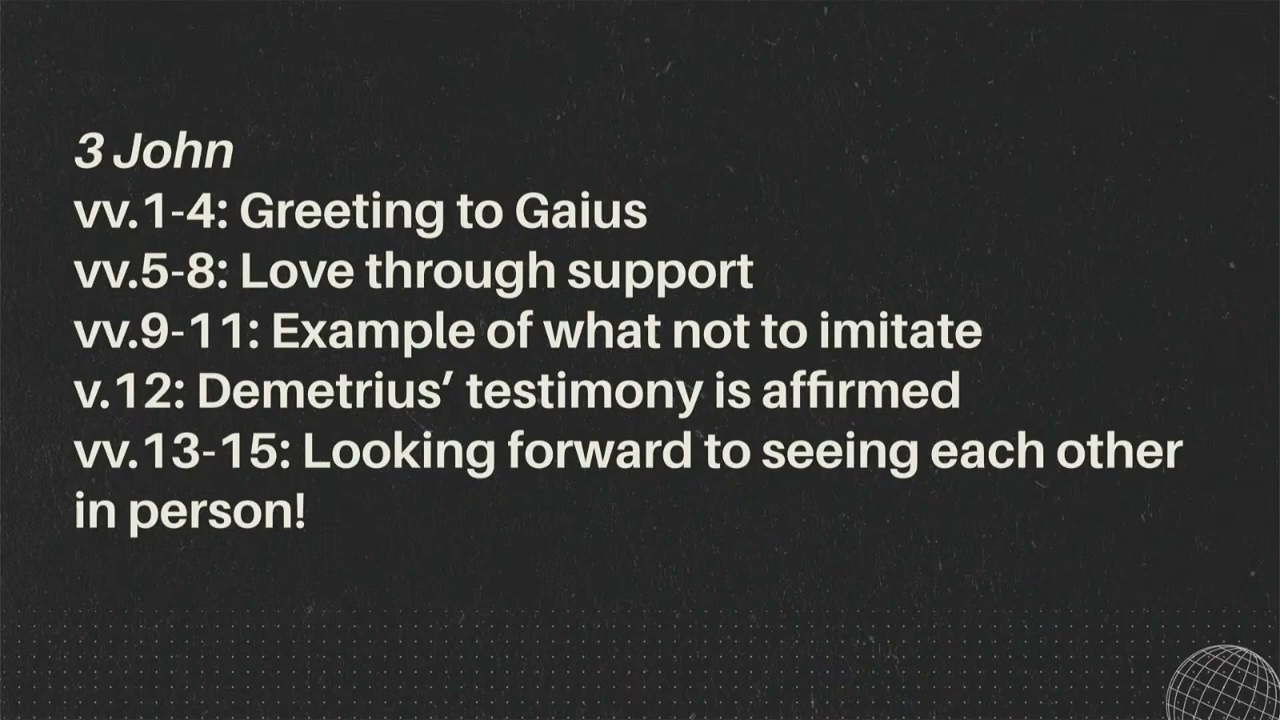 3 John
vv.1-4: Greeting to Gaius
vv.5-8: Love through support
vv.9-11: Example of what not to imitate
v.12: Demetrius’ testimony is affirmed
vv.13-15: Looking forward to seeing each other
in person!